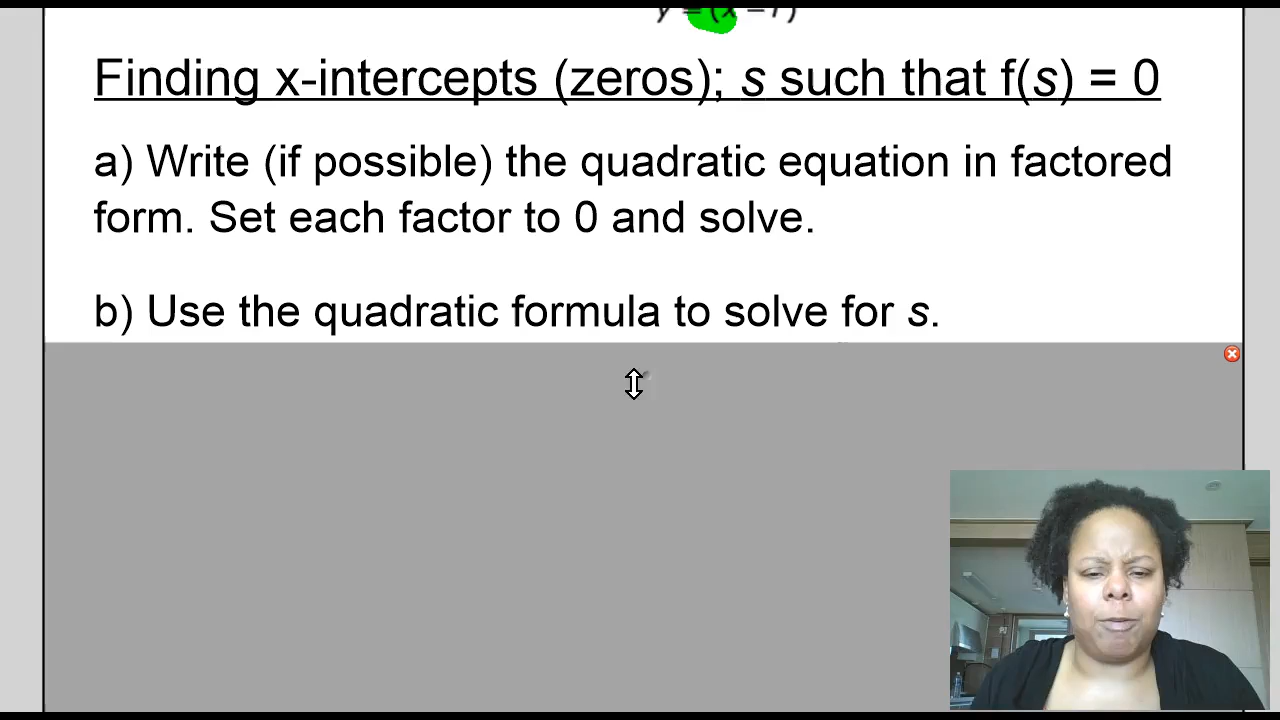 Finding x-intercepts (zeros); s such that f(s) = 0
a) Write (if possible) the quadratic equation in factored
form. Set each factor to 0 and solve.
b) Use the quadratic formula to solve for s.